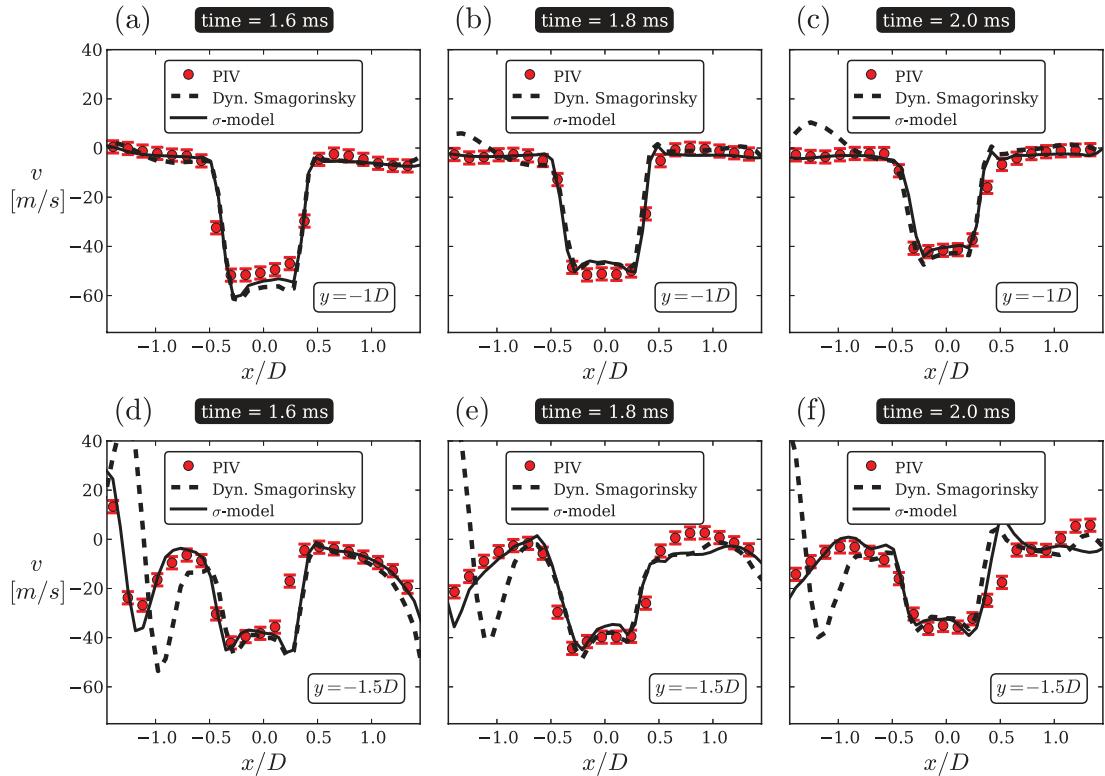 (a) time = 1.6 ms
(b) time = 1.8 ms
(c) time = 2.0 ms
40
20
0
−20
−40
−60
v
[m/s]
PIV
Dyn. Smagorinsky
σ-model
y = −1D
−1.0 −0.5 0.0 0.5 1.0
x/D
PIV
Dyn. Smagorinsky
σ-model
y = −1D
−1.0 −0.5 0.0 0.5 1.0
x/D
PIV
Dyn. Smagorinsky
σ-model
y = −1D
−1.0 −0.5 0.0 0.5 1.0
x/D
(d) time = 1.6 ms
(e) time = 1.8 ms
(f) time = 2.0 ms
40
20
0
−20
−40
−60
v
[m/s]
PIV
Dyn. Smagorinsky
σ-model
y = −1.5D
−1.0 −0.5 0.0 0.5 1.0
x/D
PIV
Dyn. Smagorinsky
σ-model
y = −1.5D
−1.0 −0.5 0.0 0.5 1.0
x/D
PIV
Dyn. Smagorinsky
σ-model
y = −1.5D
−1.0 −0.5 0.0 0.5 1.0
x/D